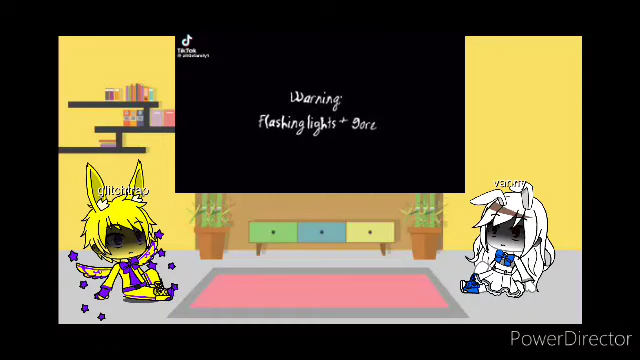 TikTok
Warning:
Flashing lights + gore
glitchtrap
vanny
PowerDirector